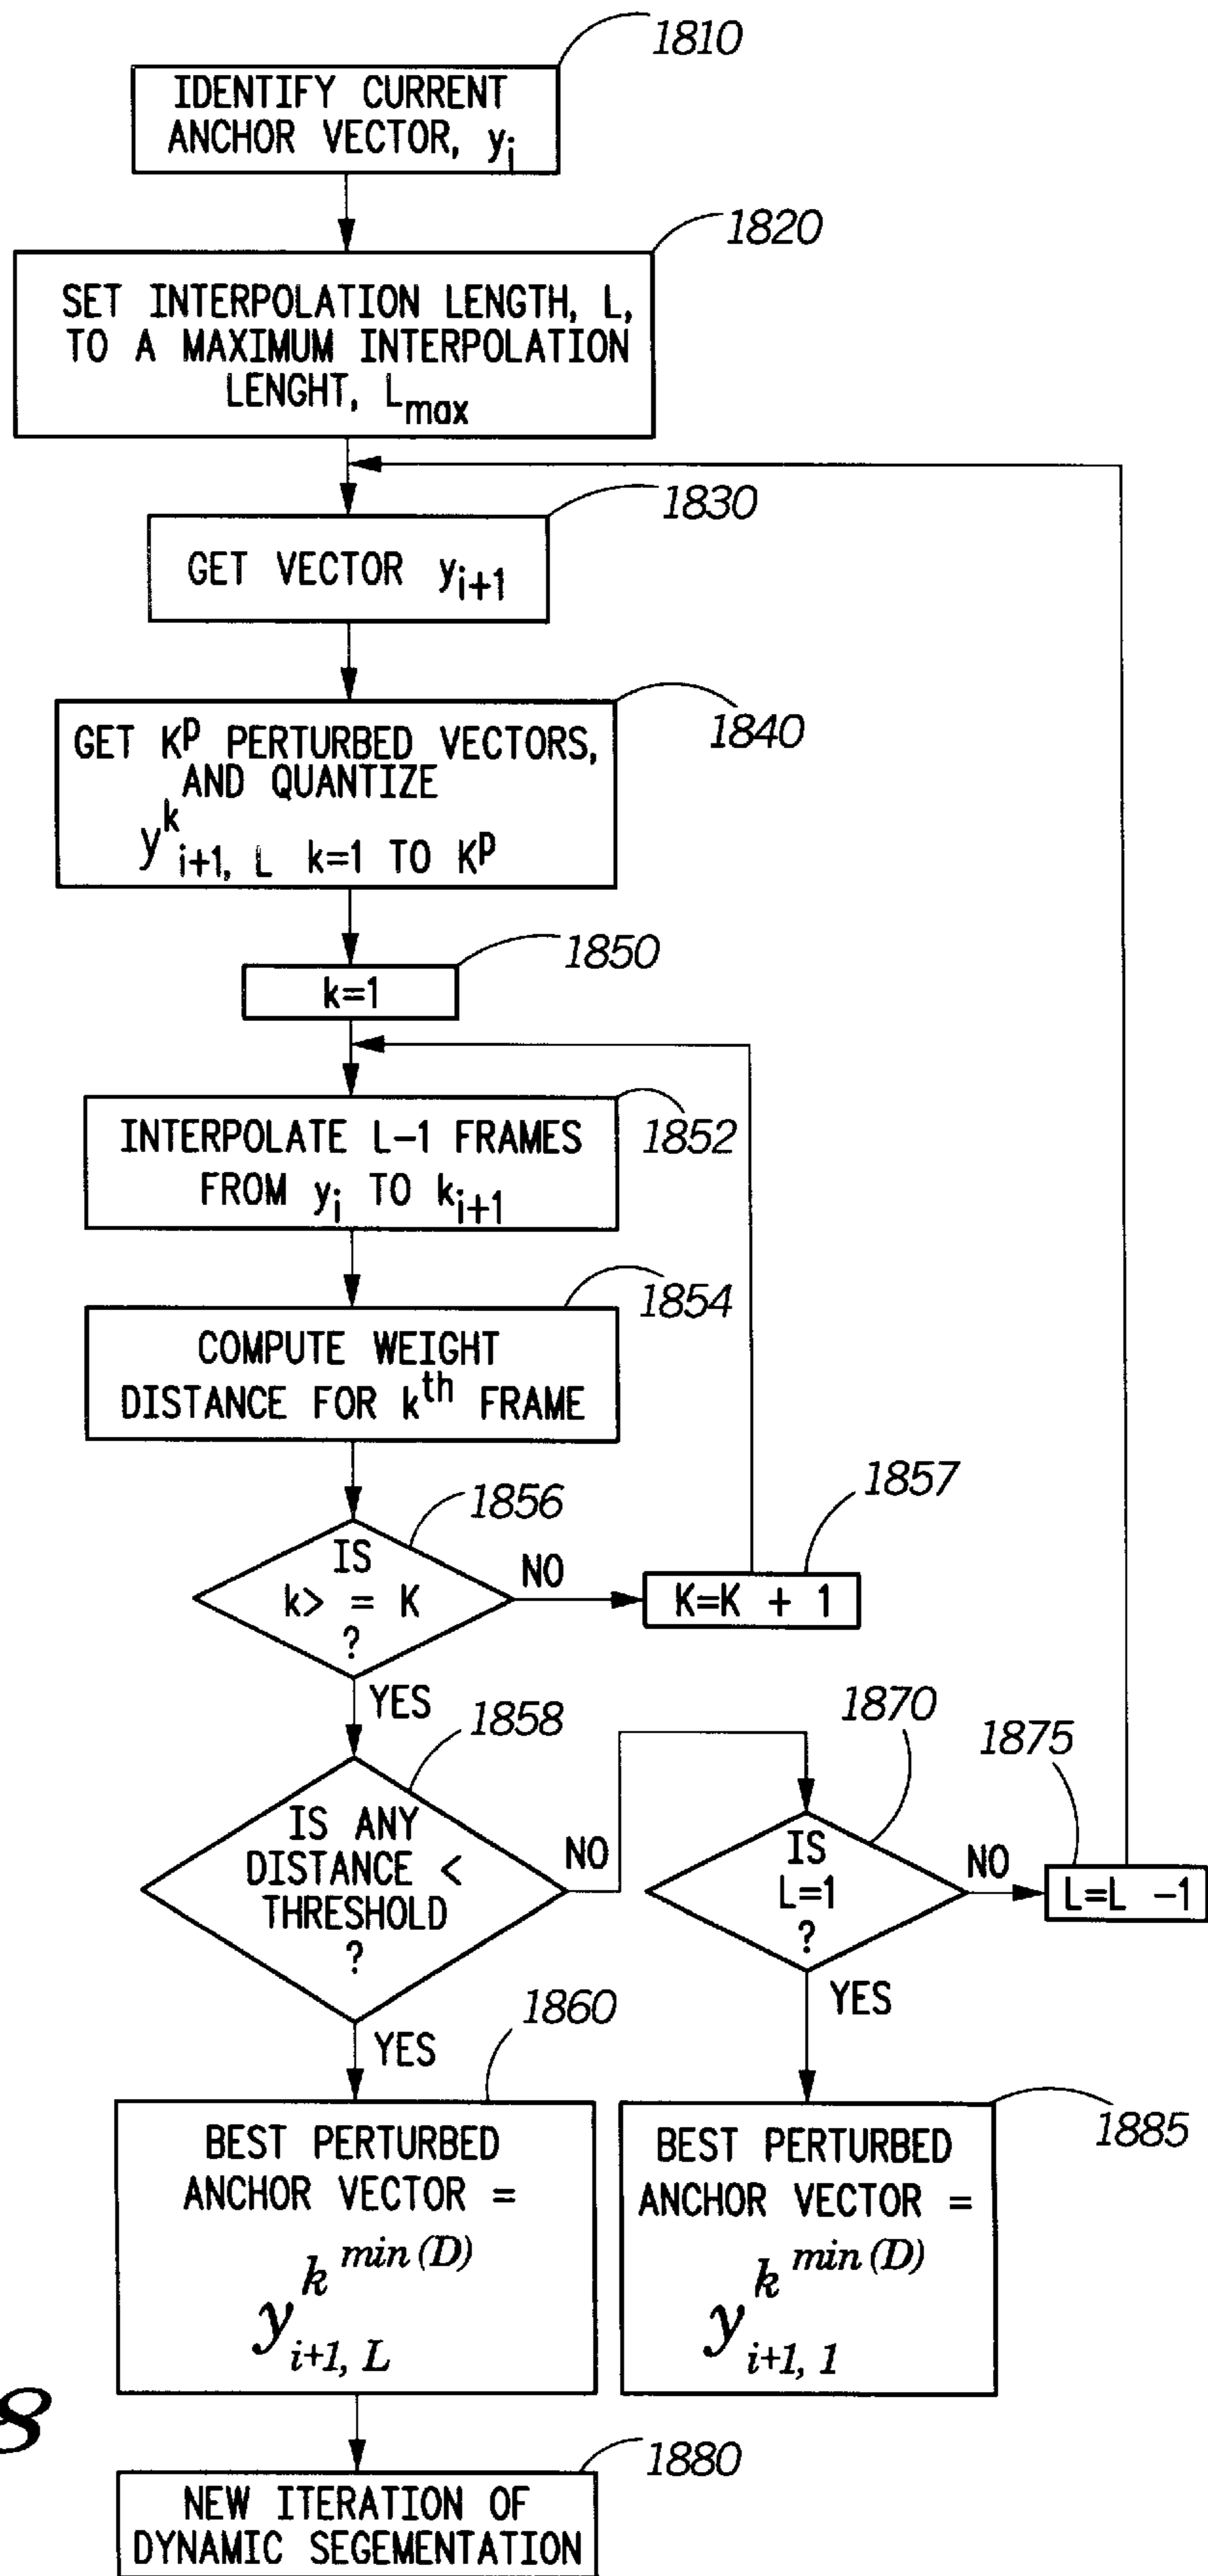 1810
IDENTIFY CURRENT
ANCHOR VECTOR, yi
1820
SET INTERPOLATION LENGTH, L,
TO A MAXIMUM INTERPOLATION
LENGHT, Lmax
1830
GET VECTOR yi+1
1840
GET KP PERTURBED VECTORS,
AND QUANTIZE
y^k i+1, L k=1 TO KP
1850
k=1
1852
INTERPOLATE L-1 FRAMES
FROM yi TO ki+1
1854
COMPUTE WEIGHT
DISTANCE FOR kth FRAME
1856
IS
k> = K
?
NO
1857
K=K + 1
YES
1858
IS ANY
DISTANCE <
THRESHOLD
?
NO
1870
IS
L=1
?
NO
1875
L=L -1
YES
YES
1860
BEST PERTURBED
ANCHOR VECTOR =
y^k min (D) i+1, L
1885
BEST PERTURBED
ANCHOR VECTOR =
y^k min (D) i+1, 1
8
1880
NEW ITERATION OF
DYNAMIC SEGEMENTATION